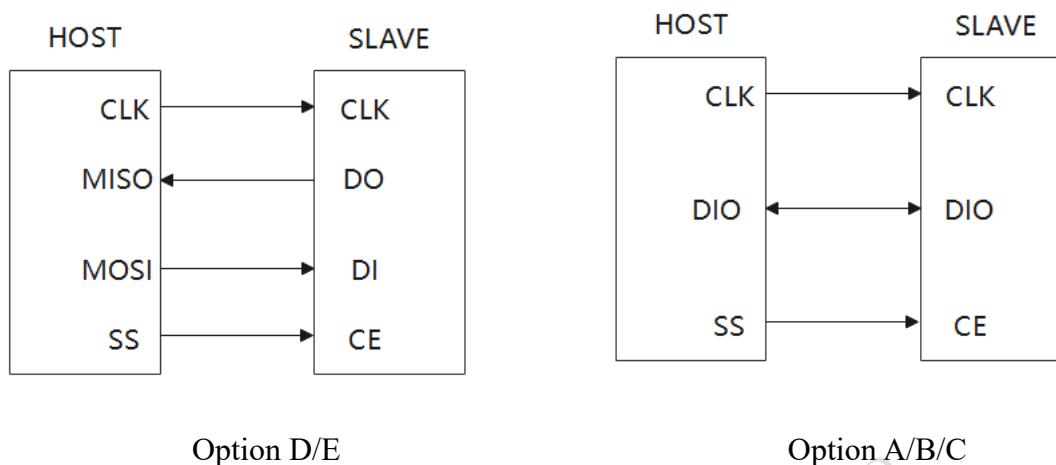 HOST
SLAVE
CLK
CLK
MISO
DO
MOSI
DI
SS
CE
Option D/E
HOST
SLAVE
CLK
CLK
DIO
DIO
SS
CE
Option A/B/C